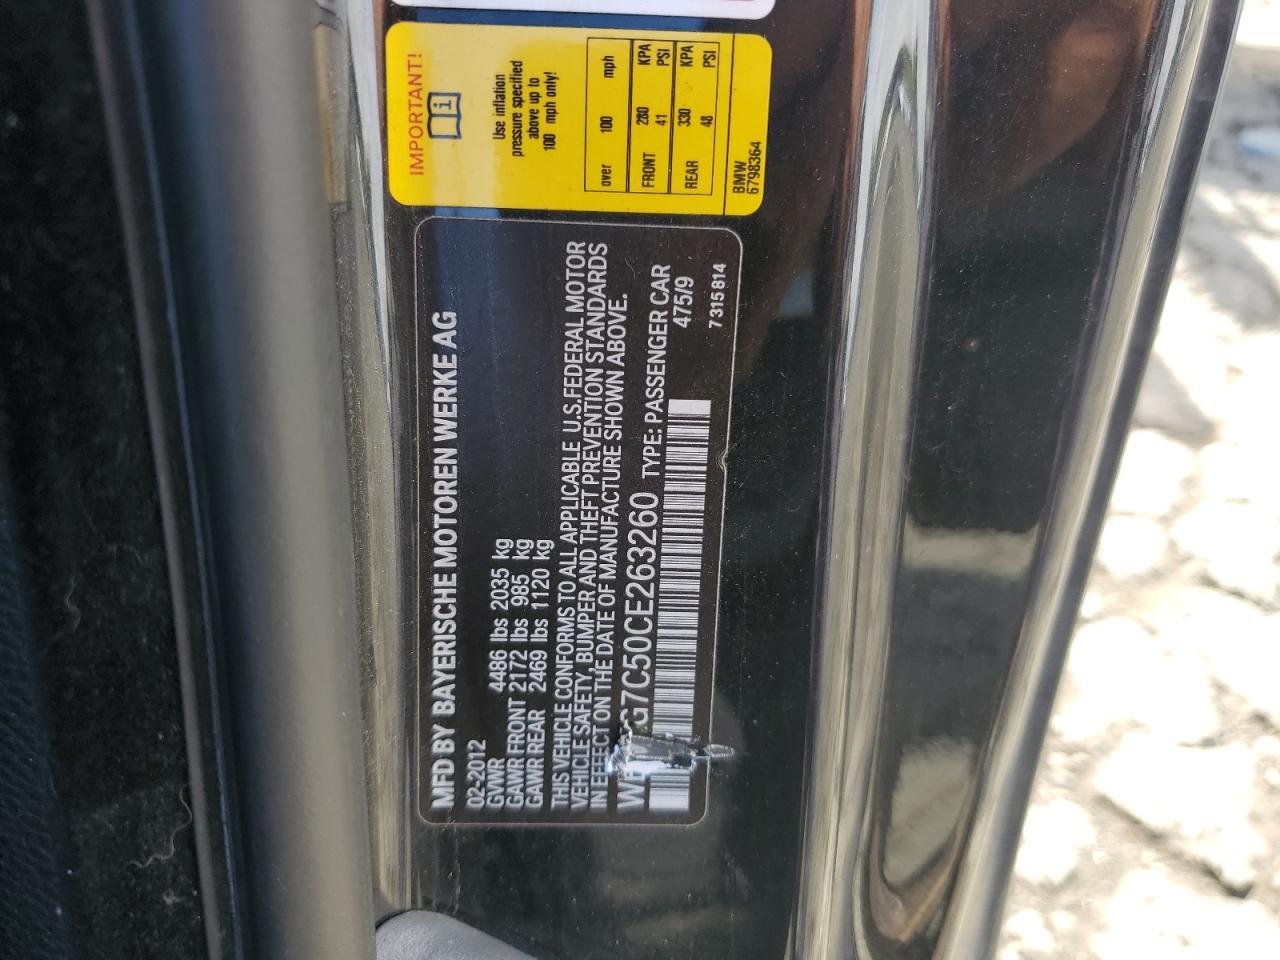 IMPORTANT!
Use inflation
pressure specified
above up to
100 mph only!
over 100 mph
FRONT 280 KPA
41 PSI
REAR 330 KPA
48 PSI
BMW
6798364
MFD BY BAYERISCHE MOTOREN WERKE AG
02-2012
GVWR 4486 lbs 2035 kg
GAWR FRONT 2172 lbs 985 kg
GAWR REAR 2469 lbs 1120 kg
THIS VEHICLE CONFORMS TO ALL APPLICABLE U.S.FEDERAL MOTOR
VEHICLE SAFETY, BUMPER AND THEFT PREVENTION STANDARDS
IN EFFECT ON THE DATE OF MANUFACTURE SHOWN ABOVE.
G7C50CE263260 TYPE: PASSENGER CAR
475/9
7315814